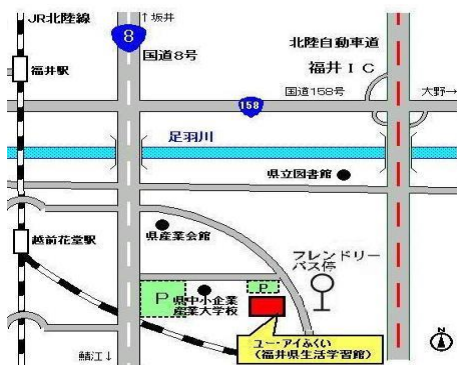 JR北陸線
↑坂井
8
国道8号
北陸自動車道
福井IC
福井駅
国道158号
大野→
158
足羽川
県立図書館
県産業会館
越前花堂駅
フレンドリー
バス停
P
P
県中小企業
産業大学校
ユー・アイふくい
(福井県生活学習館)
鯖江↓
N